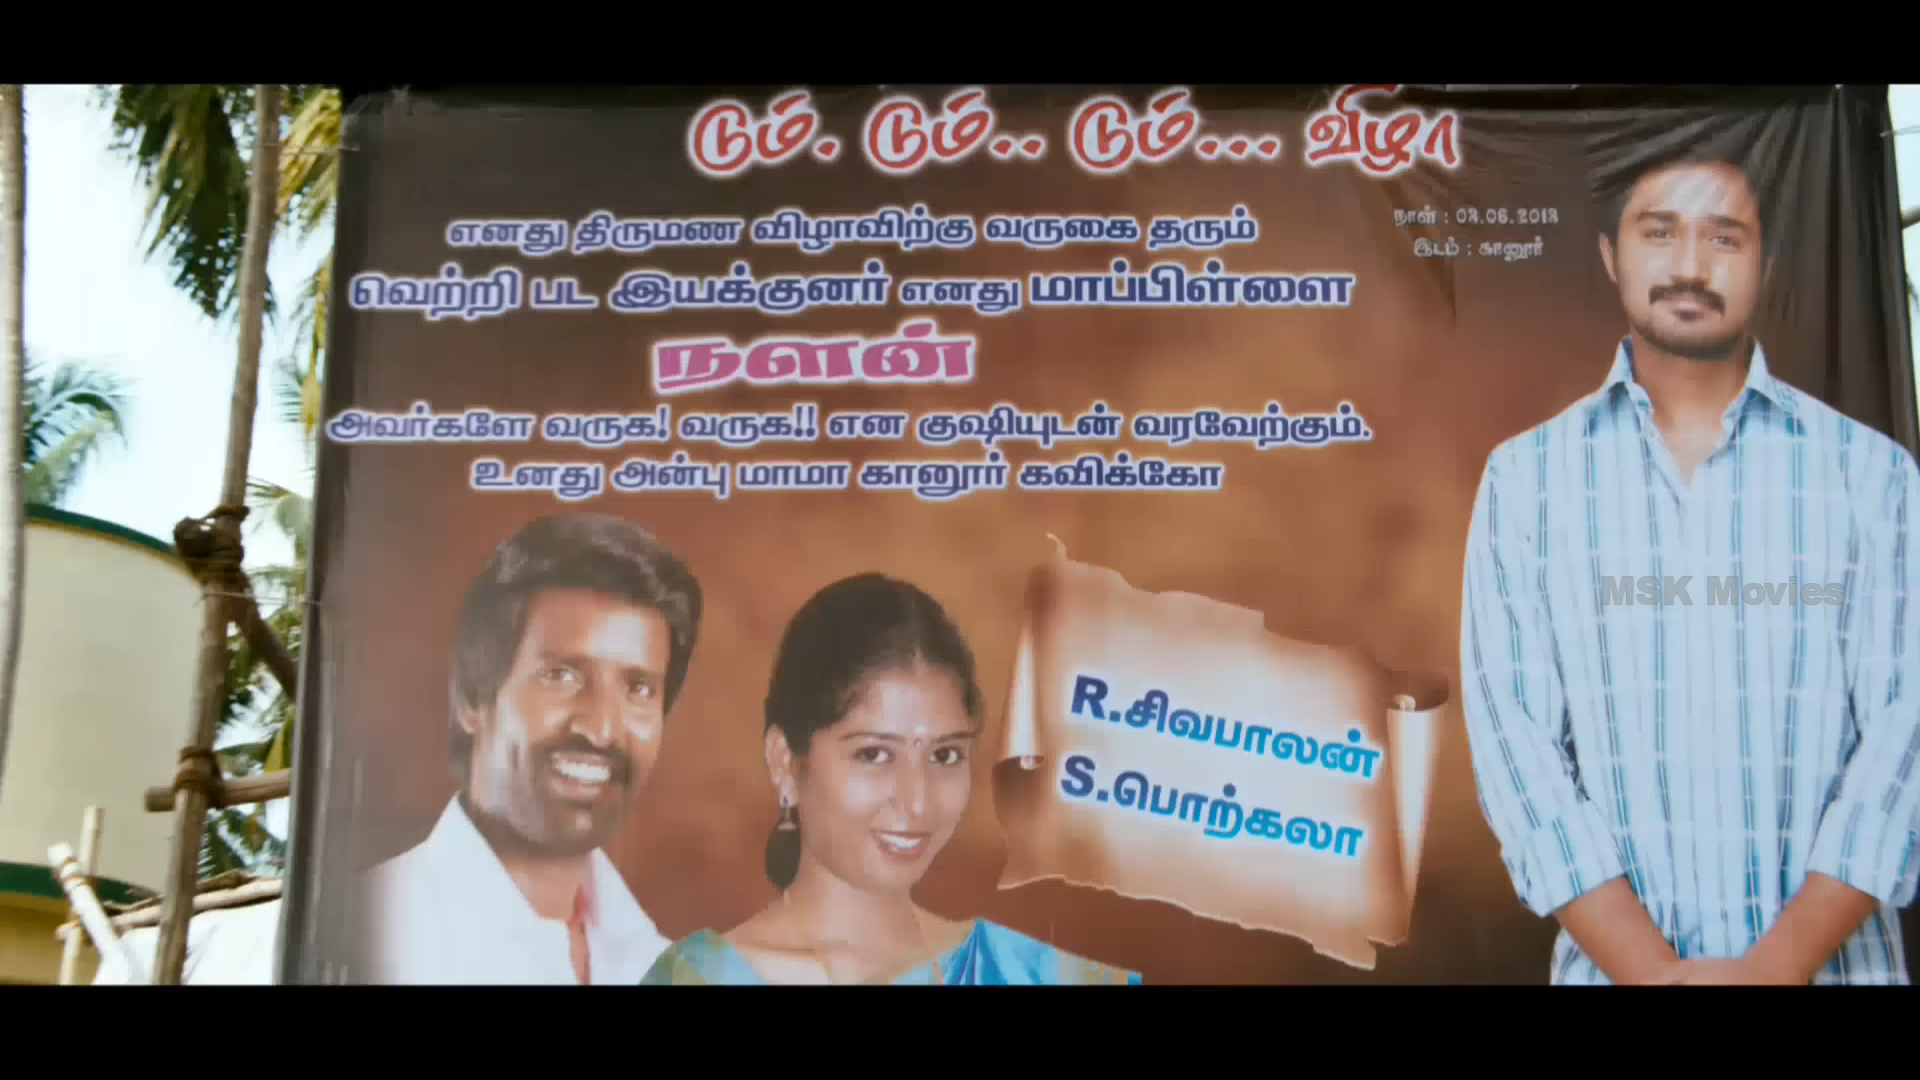 டும். டும்.. டும்... விழா
நாள் : 03.06.2013
இடம் : கானூர்
எனது திருமண விழாவிற்கு வருகை தரும்
வெற்றி பட இயக்குனர் எனது மாப்பிள்ளை
நளன்
அவர்களே வருக! வருக!! என குஷியுடன் வரவேற்கும்.
உனது அன்பு மாமா கானூர் கவிக்கோ
R.சிவபாலன்
S.பொற்கலா
MSK Movies